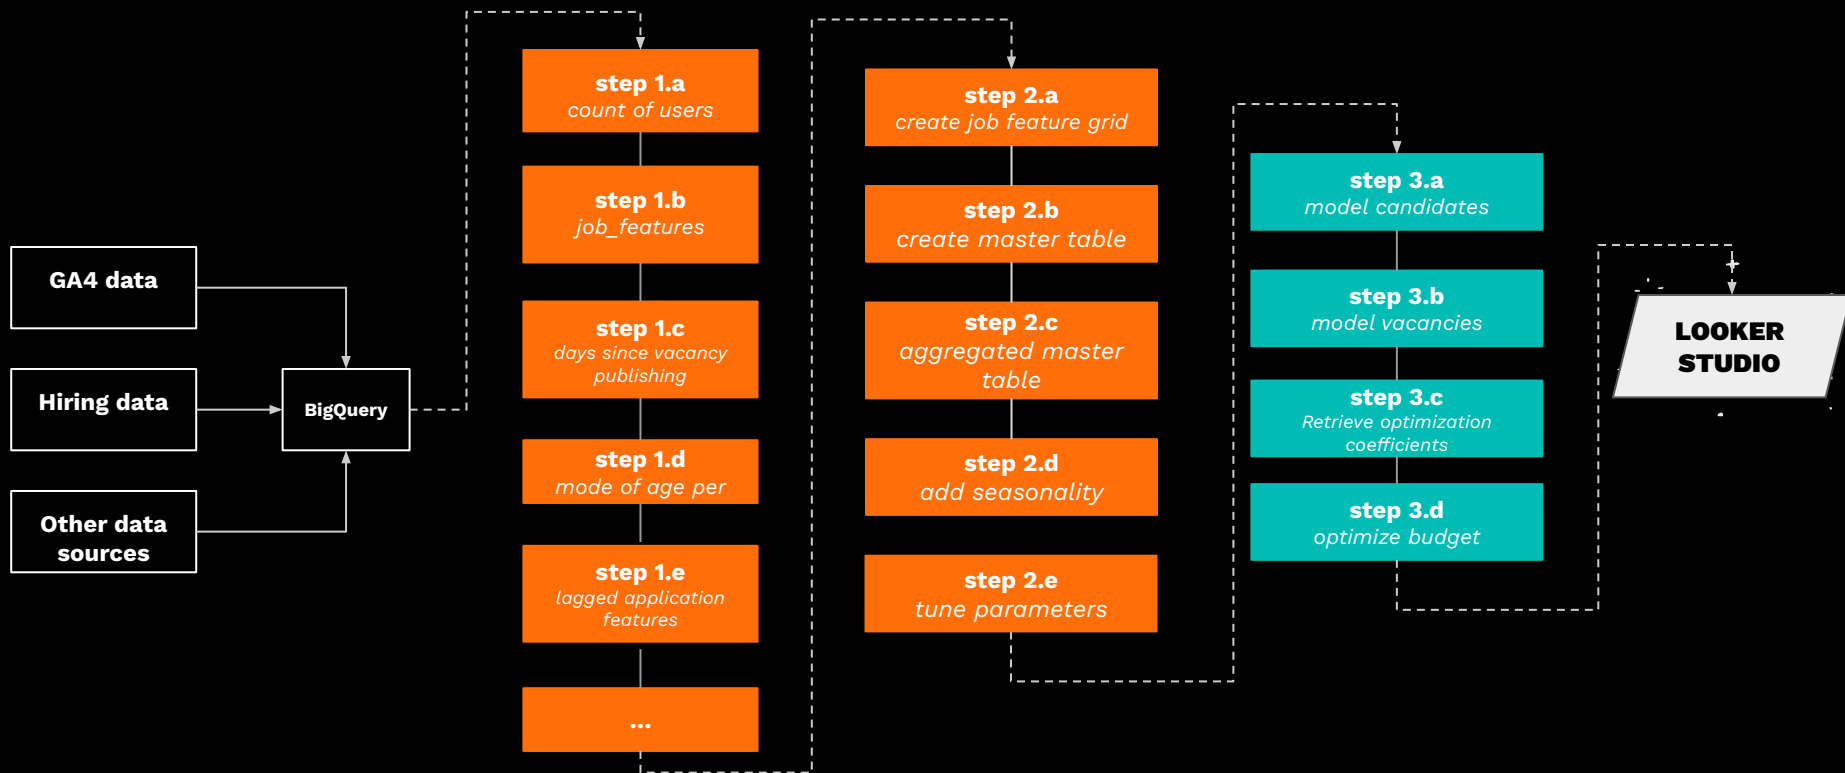 GA4 data
Hiring data
Other data
sources
BigQuery
step 1.a
count of users
step 1.b
job_features
step 1.c
days since vacancy
publishing
step 1.d
mode of age per
step 1.e
lagged application
features
...
step 2.a
create job feature grid
step 2.b
create master table
step 2.c
aggregated master
table
step 2.d
add seasonality
step 2.e
tune parameters
step 3.a
model candidates
step 3.b
model vacancies
step 3.c
Retrieve optimization
coefficients
step 3.d
optimize budget
LOOKER
STUDIO